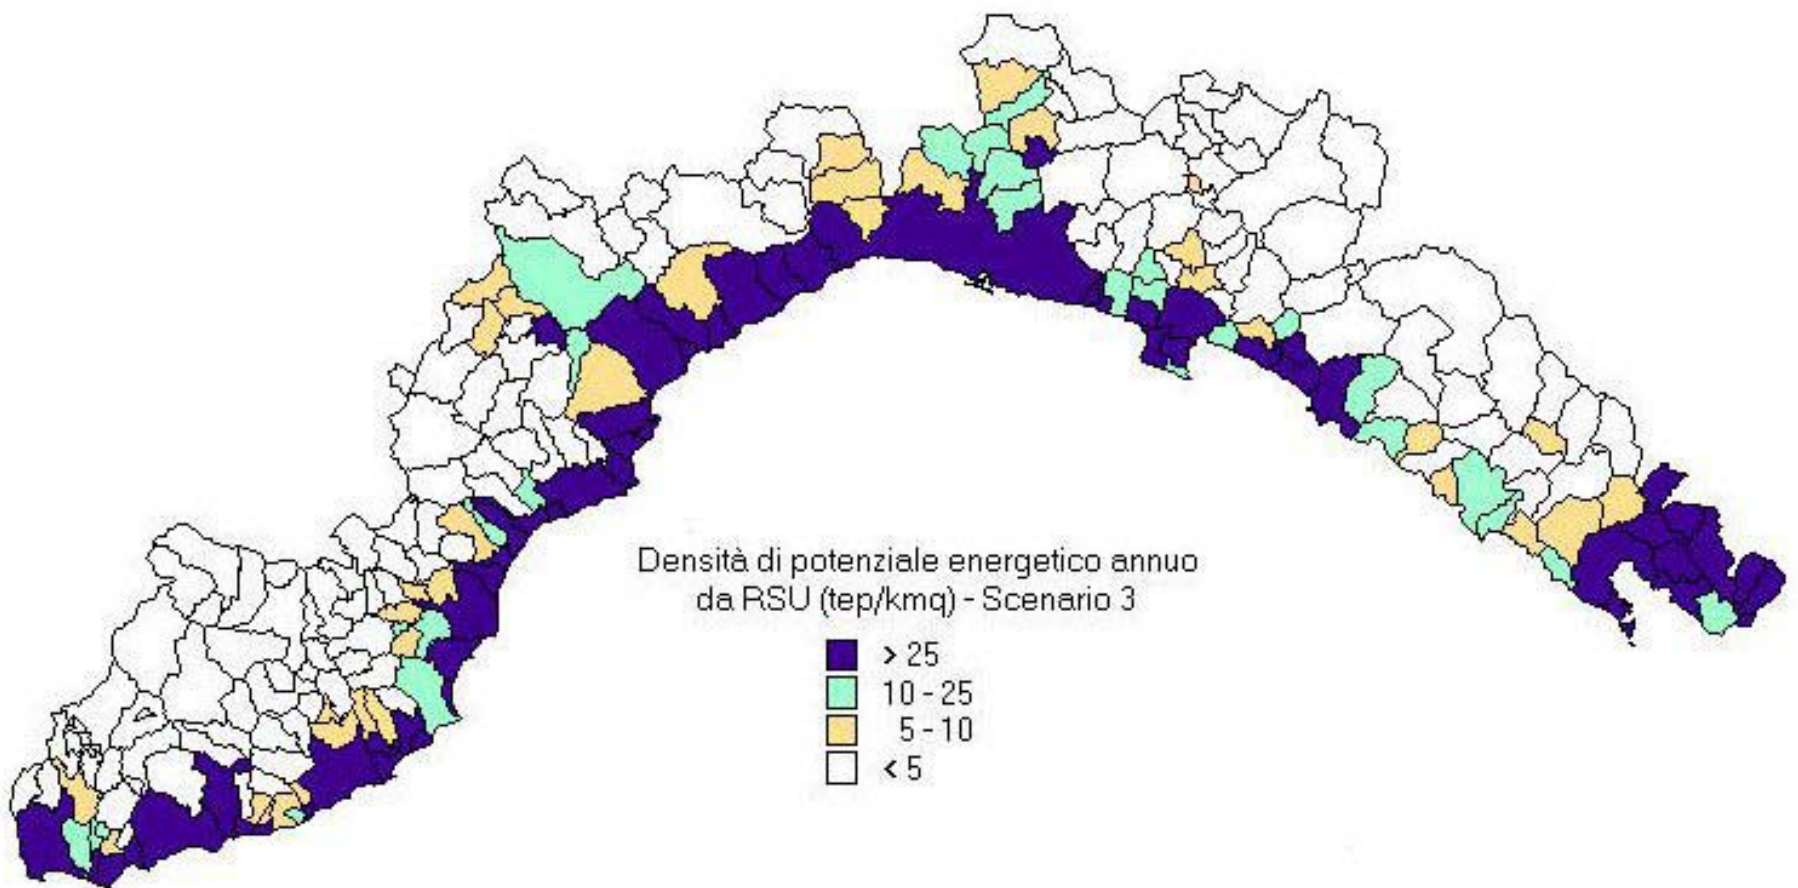 Densità di potenziale energetico annuo
da RSU (tep/kmq) - Scenario 3
> 25
10 - 25
5 - 10
< 5